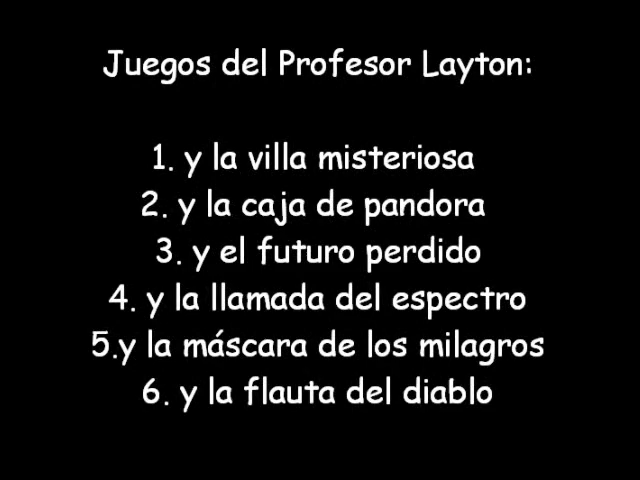 Juegos del Profesor Layton:
1. y la villa misteriosa
2. y la caja de pandora
3. y el futuro perdido
4. y la llamada del espectro
5.y la máscara de los milagros
6. y la flauta del diablo